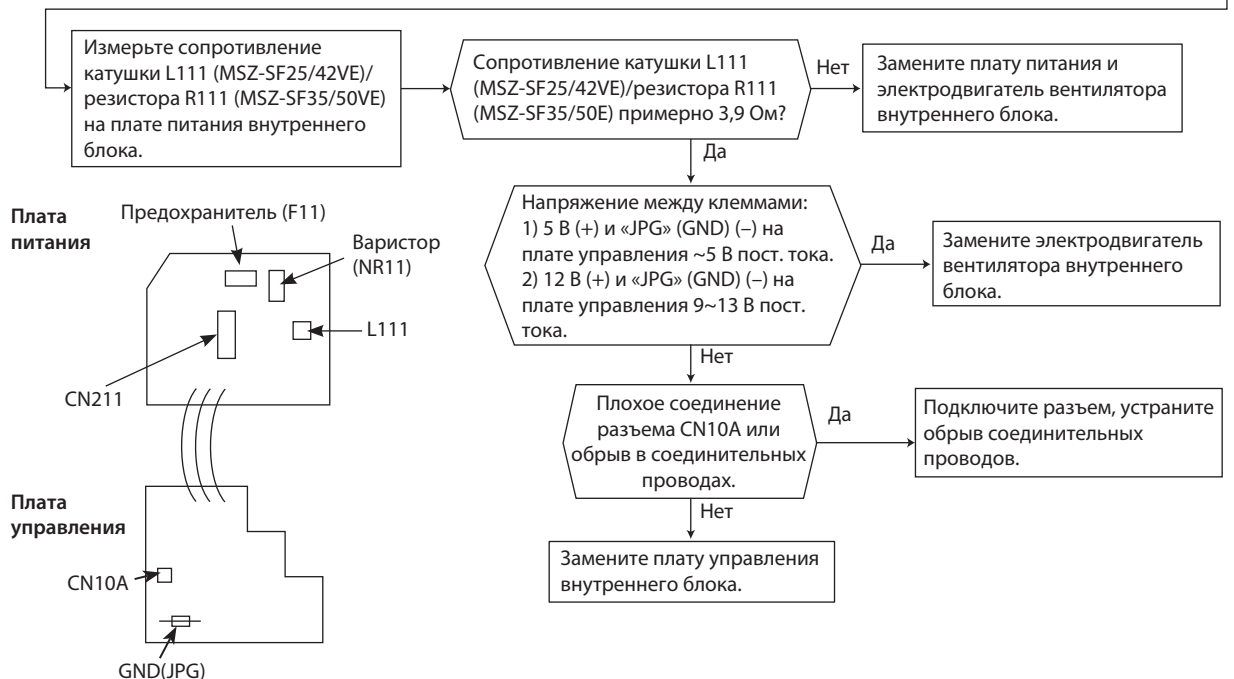 Измерьте сопротивление
катушки L111 (MSZ-SF25/42VE)/
резистора R111 (MSZ-SF35/50VE)
на плате питания внутреннего
блока.
Сопротивление катушки L111
(MSZ-SF25/42VE)/резистора R111
(MSZ-SF35/50E) примерно 3,9 Ом?
Нет
Замените плату питания и
электродвигатель вентилятора
внутреннего блока.
Да
Напряжение между клеммами:
1) 5 В (+) и «JPG» (GND) (–) на
плате управления ~5 В пост. тока.
2) 12 В (+) и «JPG» (GND) (–) на
плате управления 9~13 В пост.
тока.
Да
Замените электродвигатель
вентилятора внутреннего
блока.
Нет
Плохое соединение
разъема CN10A или
обрыв в соединительных
проводах.
Да
Подключите разъем, устраните
обрыв соединительных
проводов.
Нет
Замените плату управления
внутреннего блока.
Плата
питания
Предохранитель (F11)
Варистор
(NR11)
L111
CN211
Плата
управления
CN10A
GND(JPG)